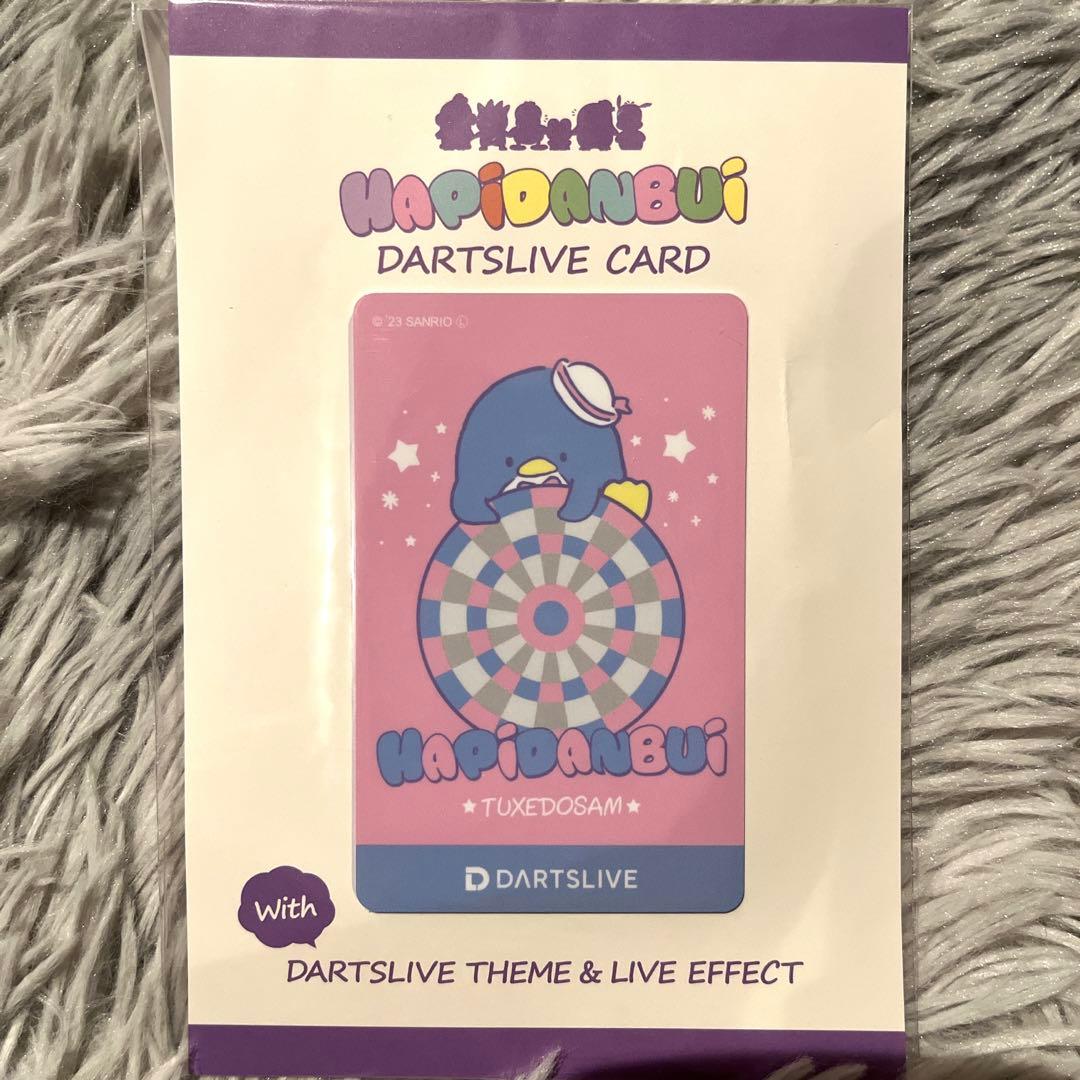 HAPiDANBUi
DARTSLIVE CARD
© '23 SANRIO Ⓛ
HAPiDANBUi
TUXEDOSAM
DARTSLIVE
With
DARTSLIVE THEME & LIVE EFFECT